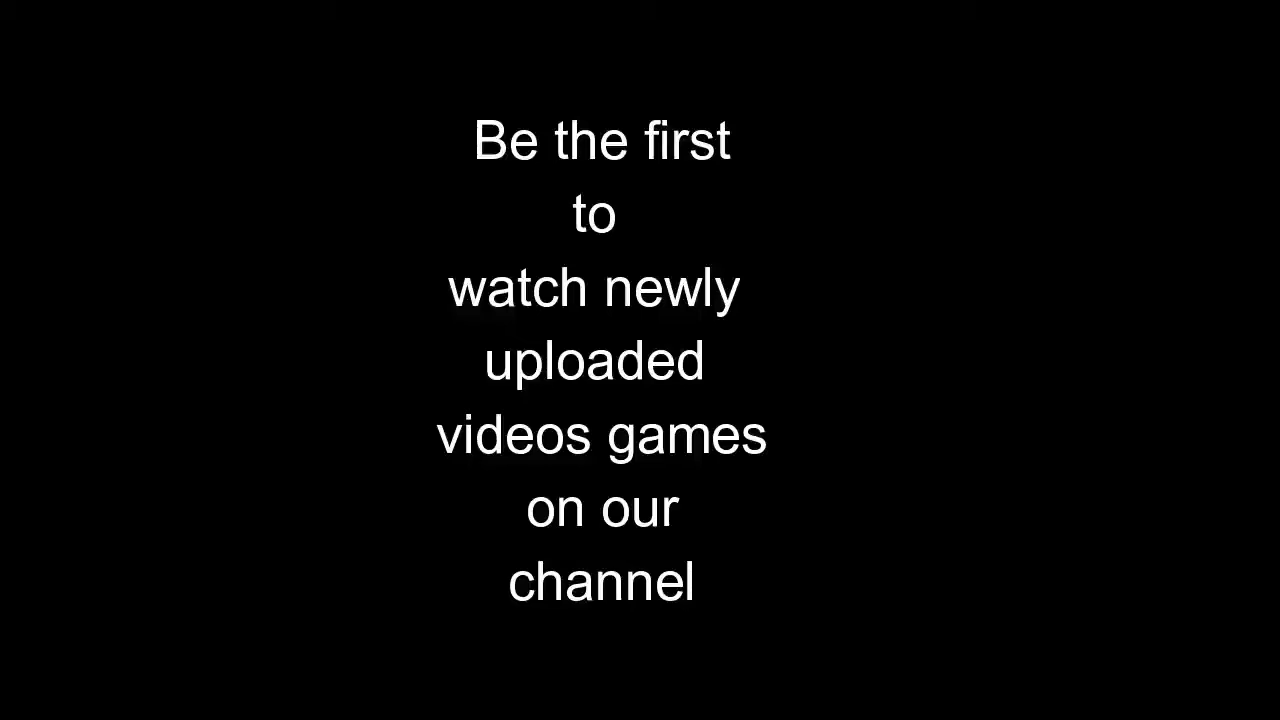 Be the first
to
watch newly
uploaded
videos games
on our
channel